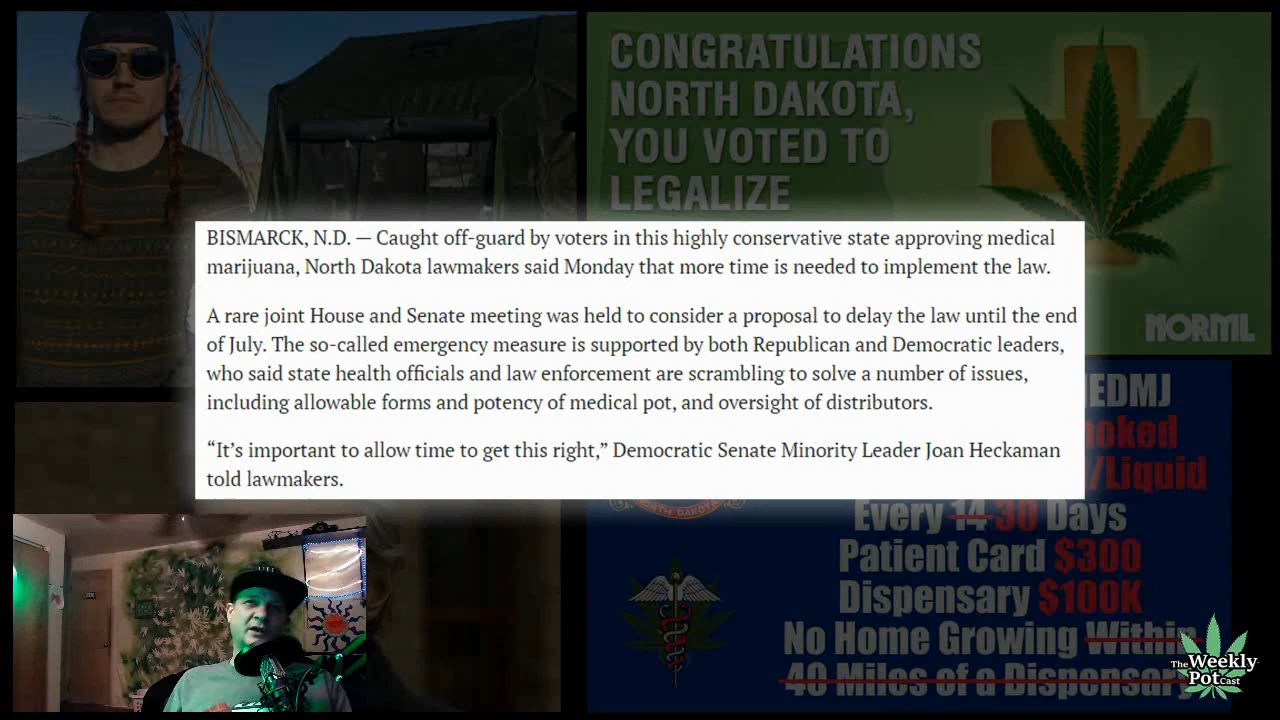 CONGRATULATIONS
NORTH DAKOTA,
YOU VOTED TO
LEGALIZE
NORML
BISMARCK, N.D. — Caught off-guard by voters in this highly conservative state approving medical
marijuana, North Dakota lawmakers said Monday that more time is needed to implement the law.
A rare joint House and Senate meeting was held to consider a proposal to delay the law until the end
of July. The so-called emergency measure is supported by both Republican and Democratic leaders,
who said state health officials and law enforcement are scrambling to solve a number of issues,
including allowable forms and potency of medical pot, and oversight of distributors.
“It’s important to allow time to get this right,” Democratic Senate Minority Leader Joan Heckaman
told lawmakers.
EDMJ
oked
/Liquid
NORTH DAKOTA
Every 14 30 Days
Patient Card $300
Dispensary $100K
No Home Growing Within
40 Miles of a Dispensary
The Weekly
PotCast